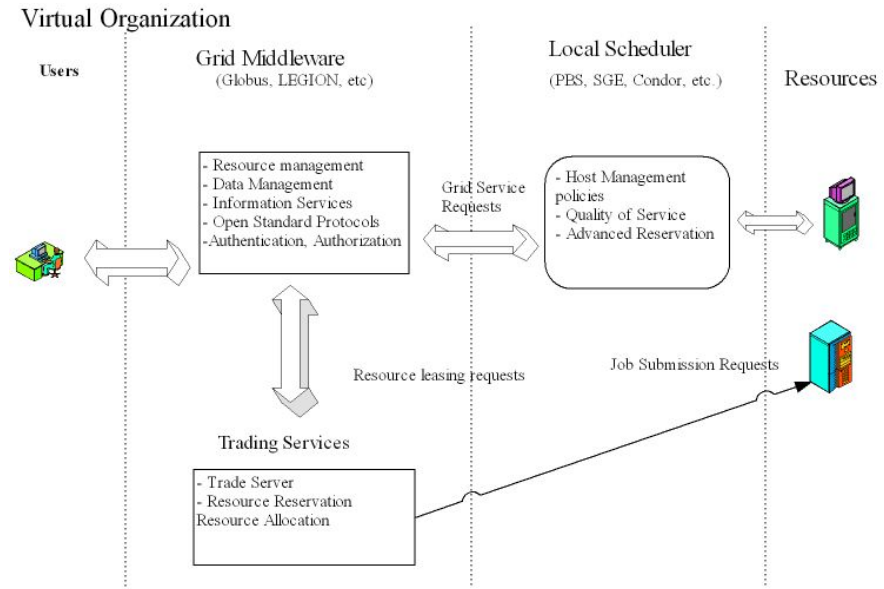 Virtual Organization
Users
Grid Middleware
(Globus, LEGION, etc)
Local Scheduler
(PBS, SGE, Condor, etc.)
Resources
- Resource management
- Data Management
- Information Services
- Open Standard Protocols
-Authentication, Authorization
Grid Service
Requests
- Host Management
policies
- Quality of Service
- Advanced Reservation
Resource leasing requests
Job Submission Requests
Trading Services
- Trade Server
- Resource Reservation
Resource Allocation